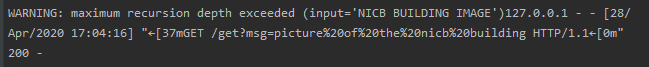 WARNING: maximum recursion depth exceeded (input='NICB BUILDING IMAGE')127.0.0.1 - - [28/
Apr/2020 17:04:16] "←[37mGET /get?msg=picture%20of%20the%20nicb%20building HTTP/1.1←[0m"
200 -